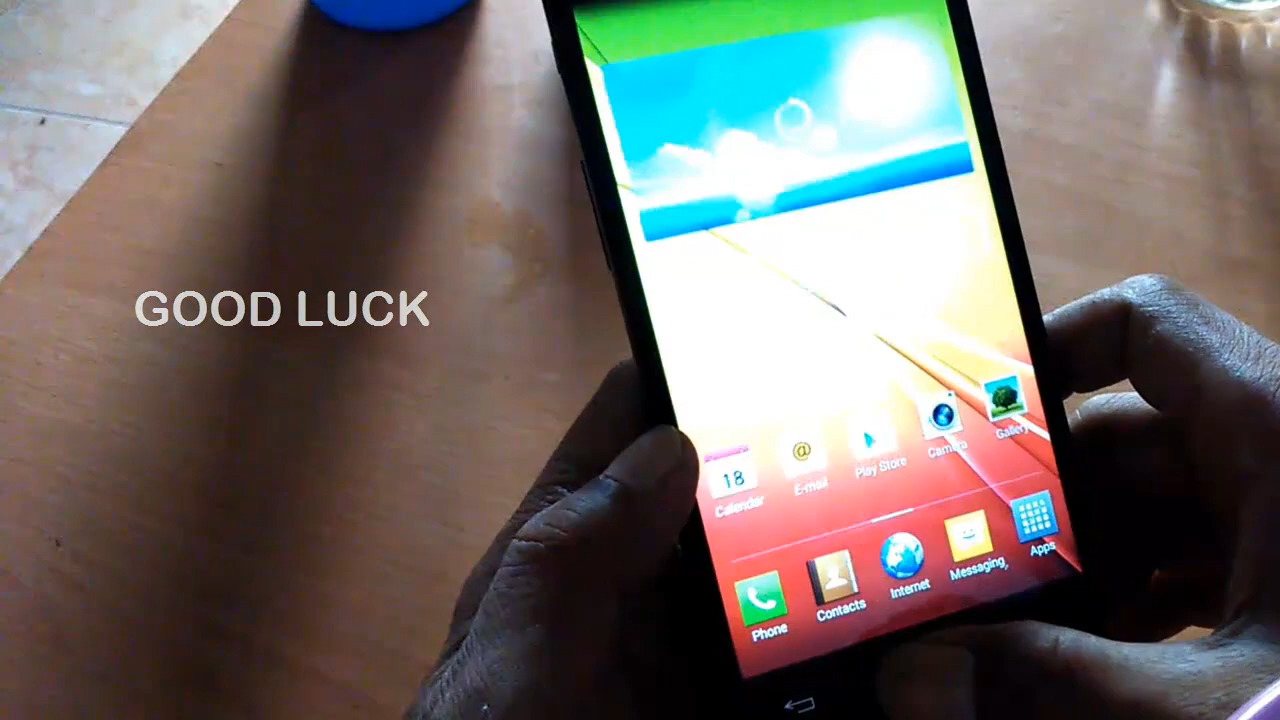 GOOD LUCK
18
Calendar
@
E-mail
Play Store
Camera
Gallery
Phone
Contacts
Internet
Messaging
Apps